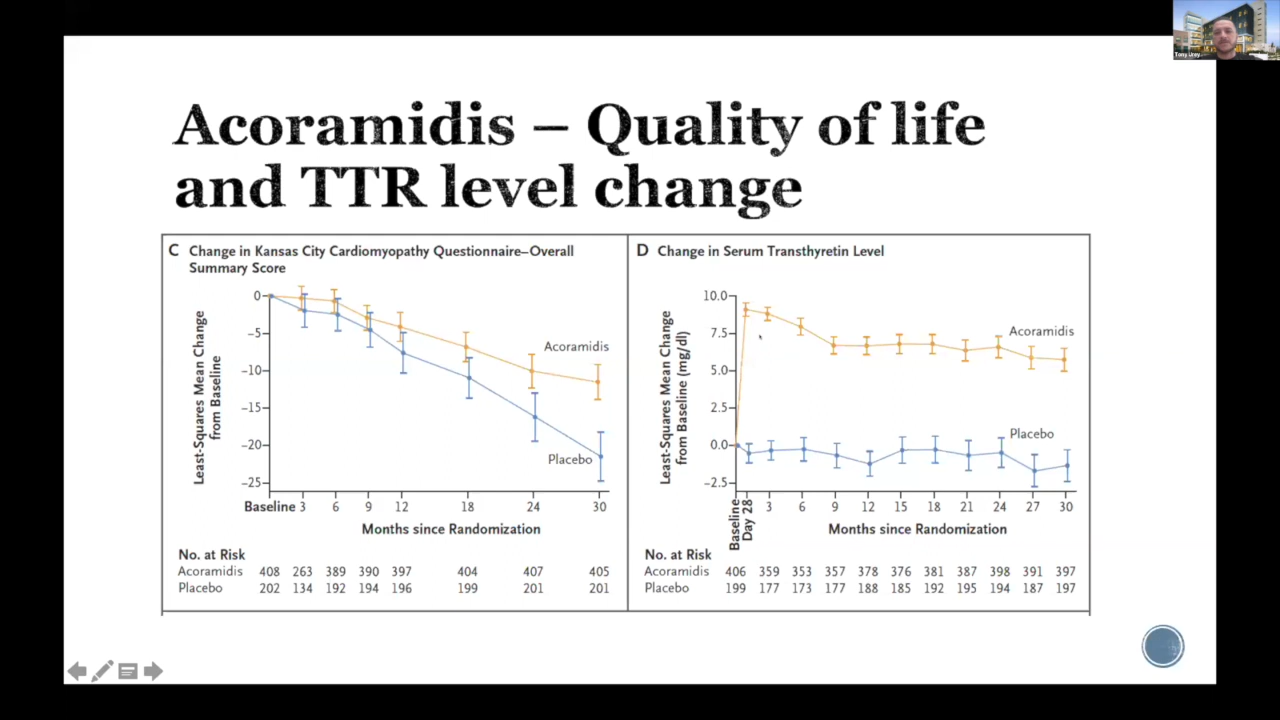 Tony Urey
Acoramidis – Quality of life
and TTR level change
C Change in Kansas City Cardiomyopathy Questionnaire–Overall
Summary Score
Least-Squares Mean Change
from Baseline
0
−5
−10
−15
−20
−25
Acoramidis
Placebo
Baseline 3 6 9 12 18 24 30
Months since Randomization
No. at Risk
Acoramidis 408 263 389 390 397 404 407 405
Placebo 202 134 192 194 196 199 201 201
D Change in Serum Transthyretin Level
Least-Squares Mean Change
from Baseline (mg/dl)
10.0
7.5
5.0
2.5
0.0
−2.5
Acoramidis
Placebo
Baseline
Day 28
3 6 9 12 15 18 21 24 27 30
Months since Randomization
No. at Risk
Acoramidis 406 359 353 357 378 376 381 387 398 391 397
Placebo 199 177 173 177 188 185 192 195 194 187 197